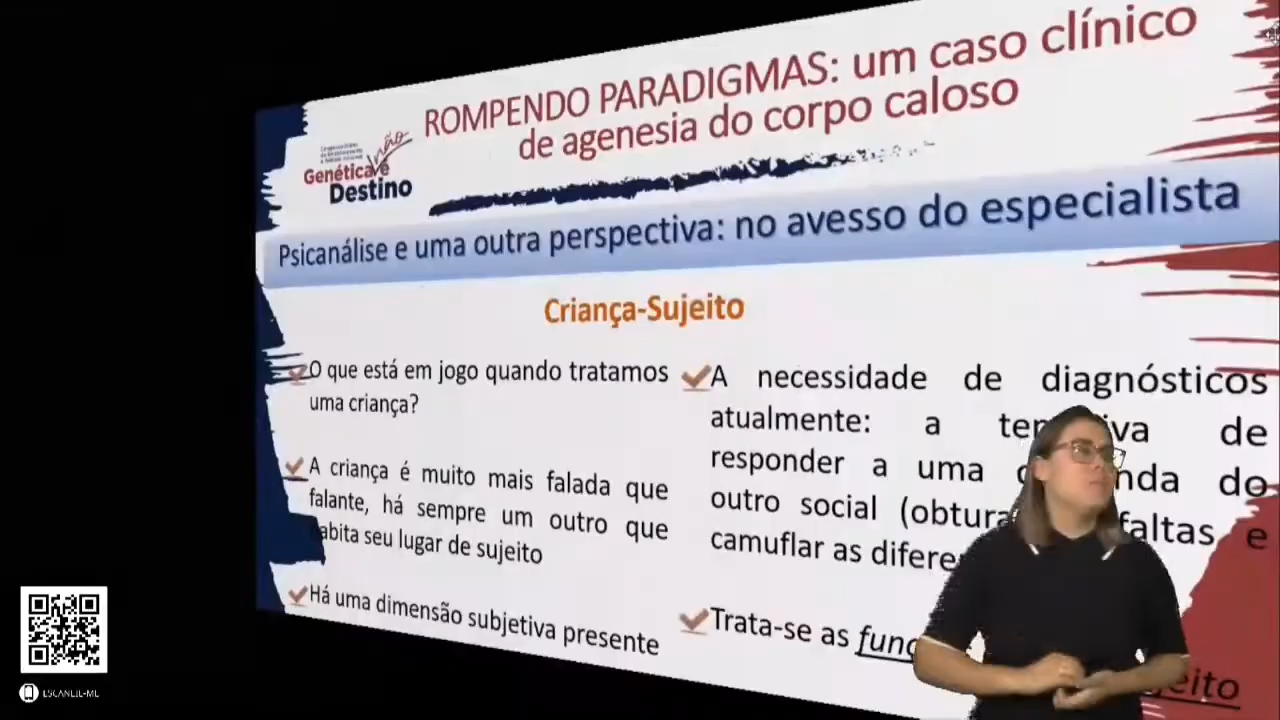 ROMPENDO PARADIGMAS: um caso clínico
de agenesia do corpo caloso
não
Genética é
Destino
Psicanálise e uma outra perspectiva: no avesso do especialista
Criança-Sujeito
O que está em jogo quando tratamos
uma criança?
A criança é muito mais falada que
falante, há sempre um outro que
habita seu lugar de sujeito
Há uma dimensão subjetiva presente
A necessidade de diagnósticos
atualmente: a de
responder a uma do
outro social faltas e
camuflar as
Trata-se as
ESCANEIE-ME